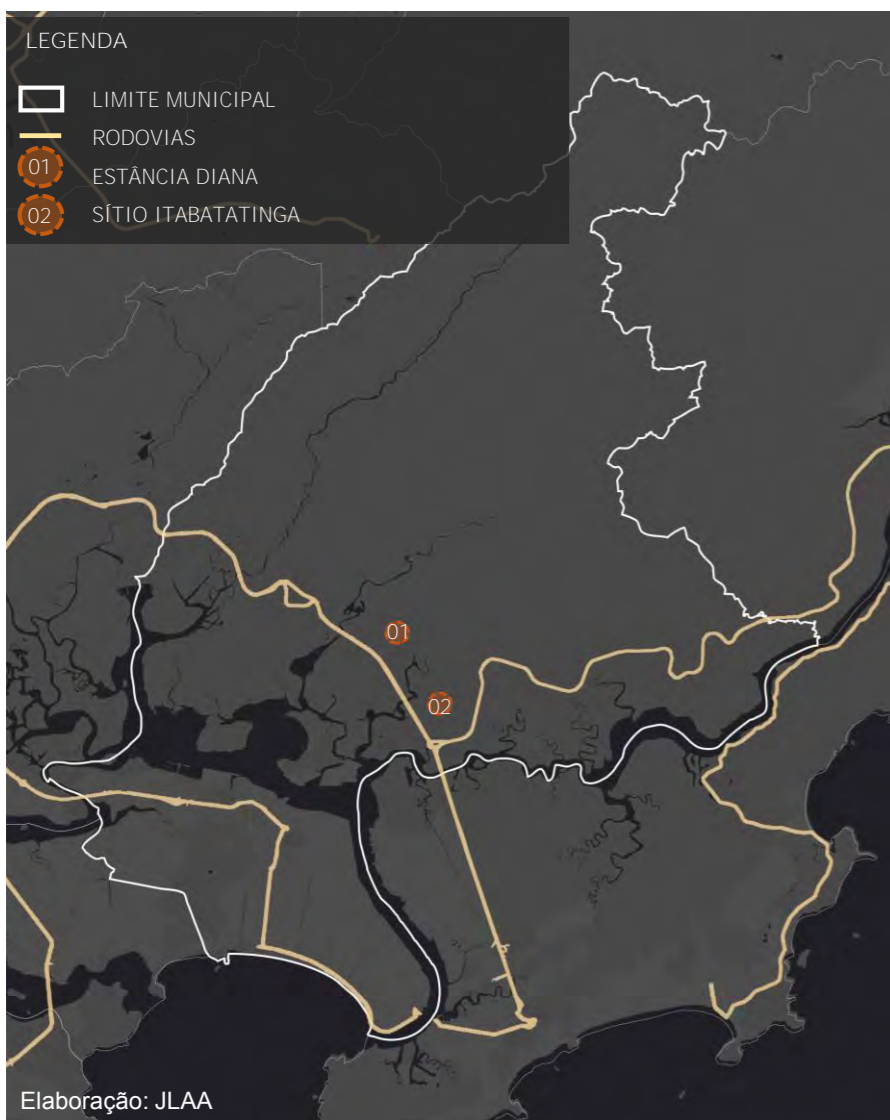 LEGENDA
LIMITE MUNICIPAL
RODOVIAS
01 ESTÂNCIA DIANA
02 SÍTIO ITABATATINGA
01
02
Elaboração: JLAA